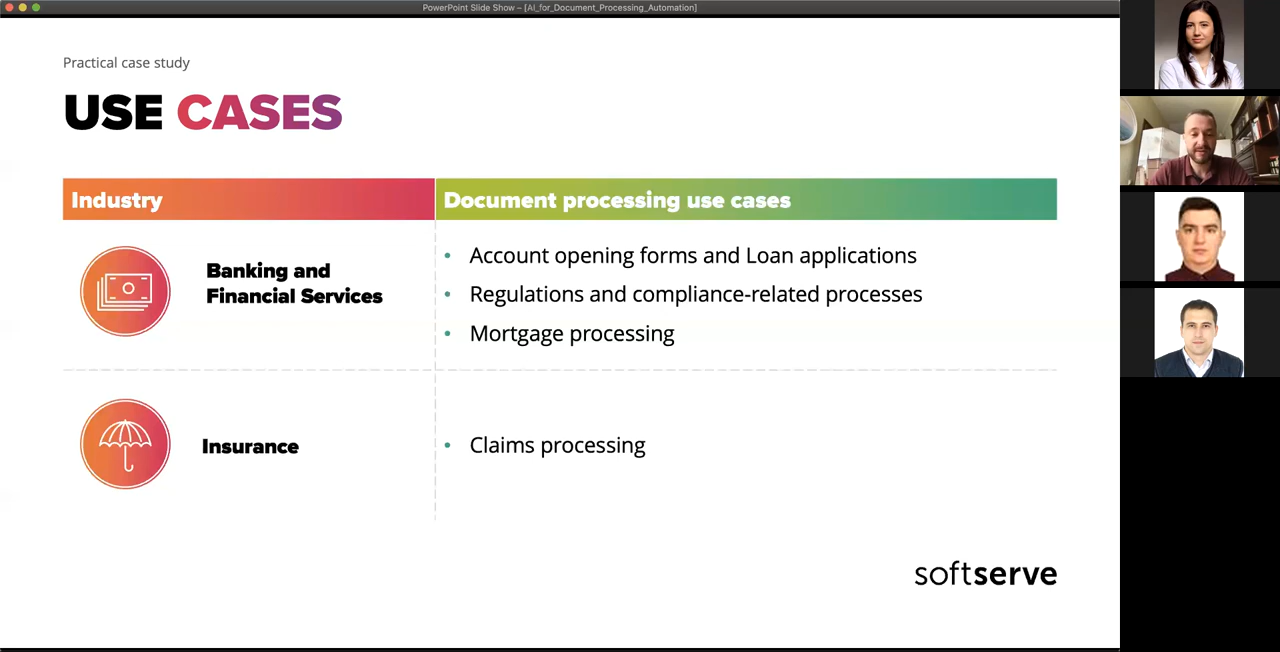 PowerPoint Slide Show – [AI_for_Document_Processing_Automation]
Practical case study
USE CASES
Industry
Document processing use cases
Banking and
Financial Services
• Account opening forms and Loan applications
• Regulations and compliance-related processes
• Mortgage processing
Insurance
• Claims processing
softserve